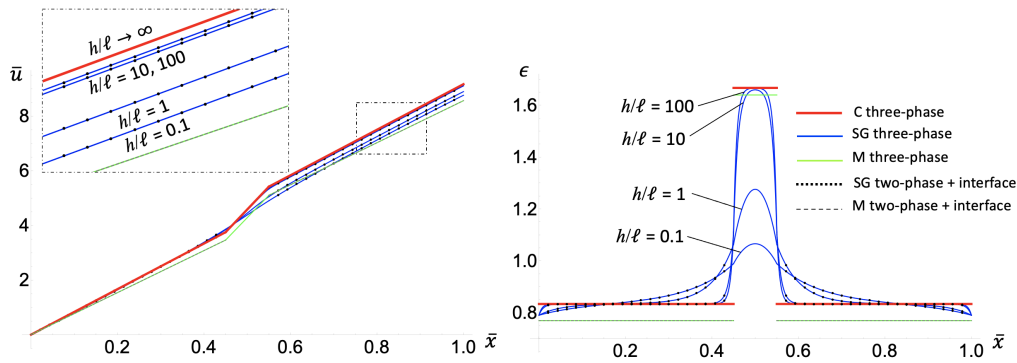 h/ℓ → ∞
h/ℓ = 10, 100
h/ℓ = 1
h/ℓ = 0.1
ū
8
6
4
2
0.2
0.4
0.6
0.8
1.0
x̄
ϵ
1.6
1.4
1.2
1.0
0.8
h/ℓ = 100
h/ℓ = 10
h/ℓ = 1
h/ℓ = 0.1
0.2
0.4
0.6
0.8
1.0
x̄
C three-phase
SG three-phase
M three-phase
SG two-phase + interface
M two-phase + interface